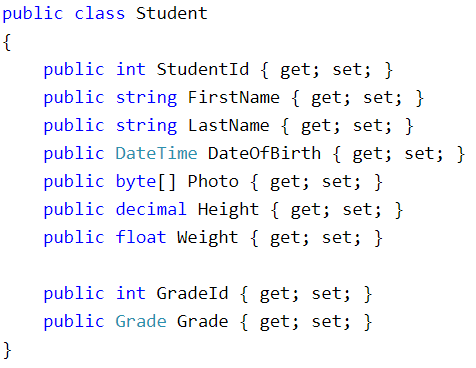 public class Student
{
    public int StudentId { get; set; }
    public string FirstName { get; set; }
    public string LastName { get; set; }
    public DateTime DateOfBirth { get; set; }
    public byte[] Photo { get; set; }
    public decimal Height { get; set; }
    public float Weight { get; set; }

    public int GradeId { get; set; }
    public Grade Grade { get; set; }
}